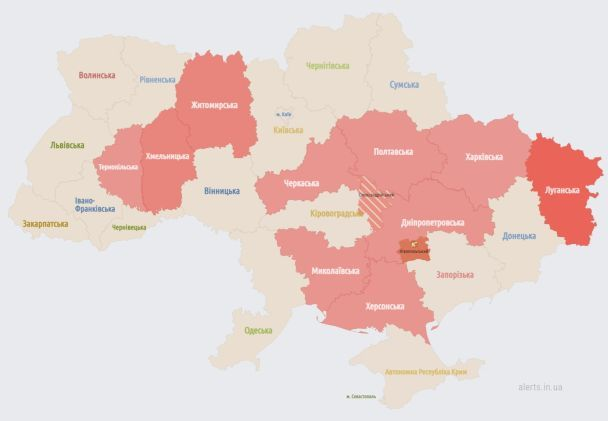 Чернігівська
Волинська
Рівненська
Сумська
Житомирська
м. Київ
Київська
Львівська
Хмельницька
Тернопільська
Полтавська
Харківська
Черкаська
Луганська
Вінницька
Івано-
Франківська
Кіровоградська
Дніпропетровська
Закарпатська
Чернівецька
Донецька
Миколаївська
Запорізька
Херсонська
Одеська
Автономна Республіка Крим
alerts.in.ua
м. Севастополь